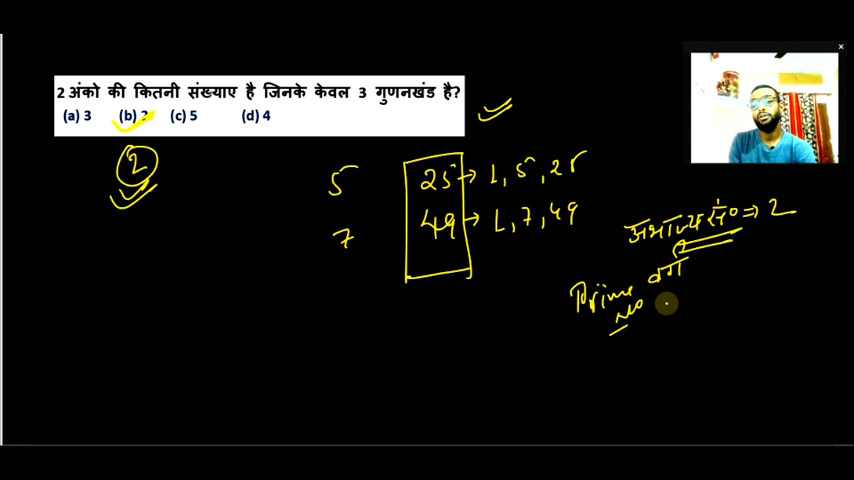 2 अंको की कितनी संख्याए है जिनके केवल 3 गुणनखंड है?
(a) 3 (b) 2 (c) 5 (d) 4
2
5 25 → 1, 5, 25
7 49 → 1, 7, 49
अभाज्य सं० ⇒ 2
वर्ग
Prime
No